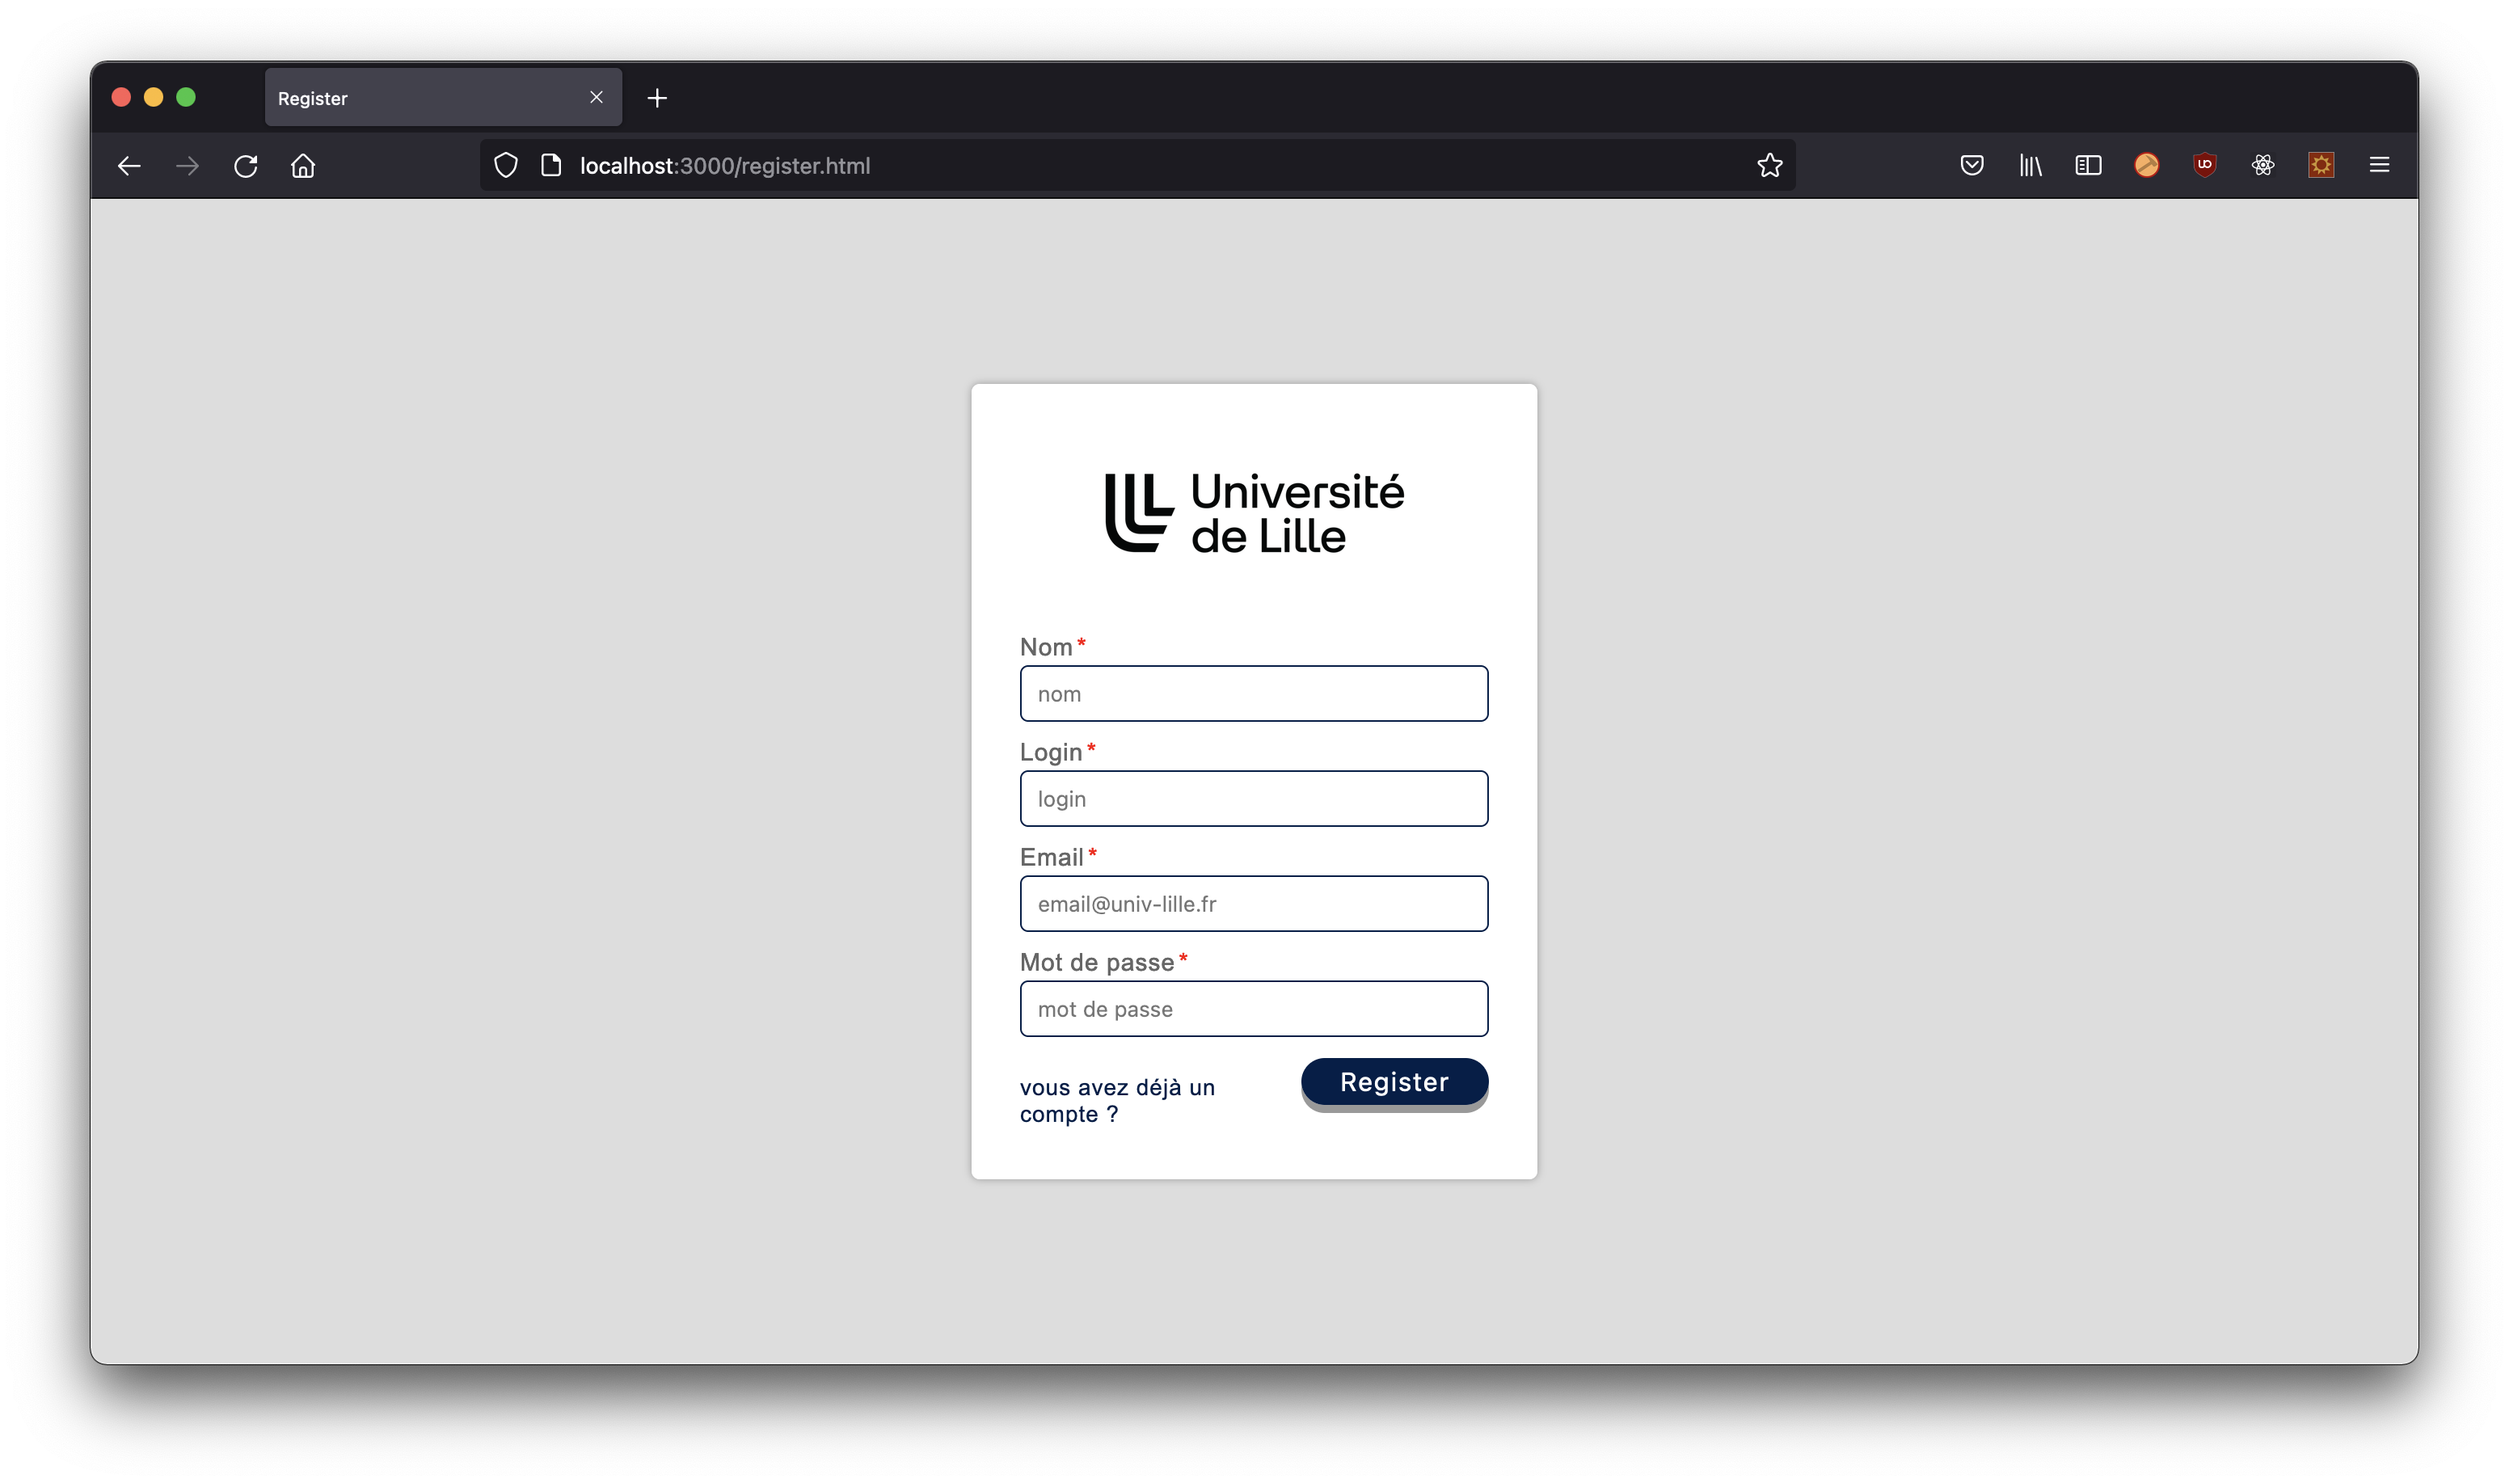 Register
localhost:3000/register.html
Université
de Lille
Nom*
nom
Login*
login
Email*
email@univ-lille.fr
Mot de passe*
mot de passe
vous avez déjà un
compte ?
Register